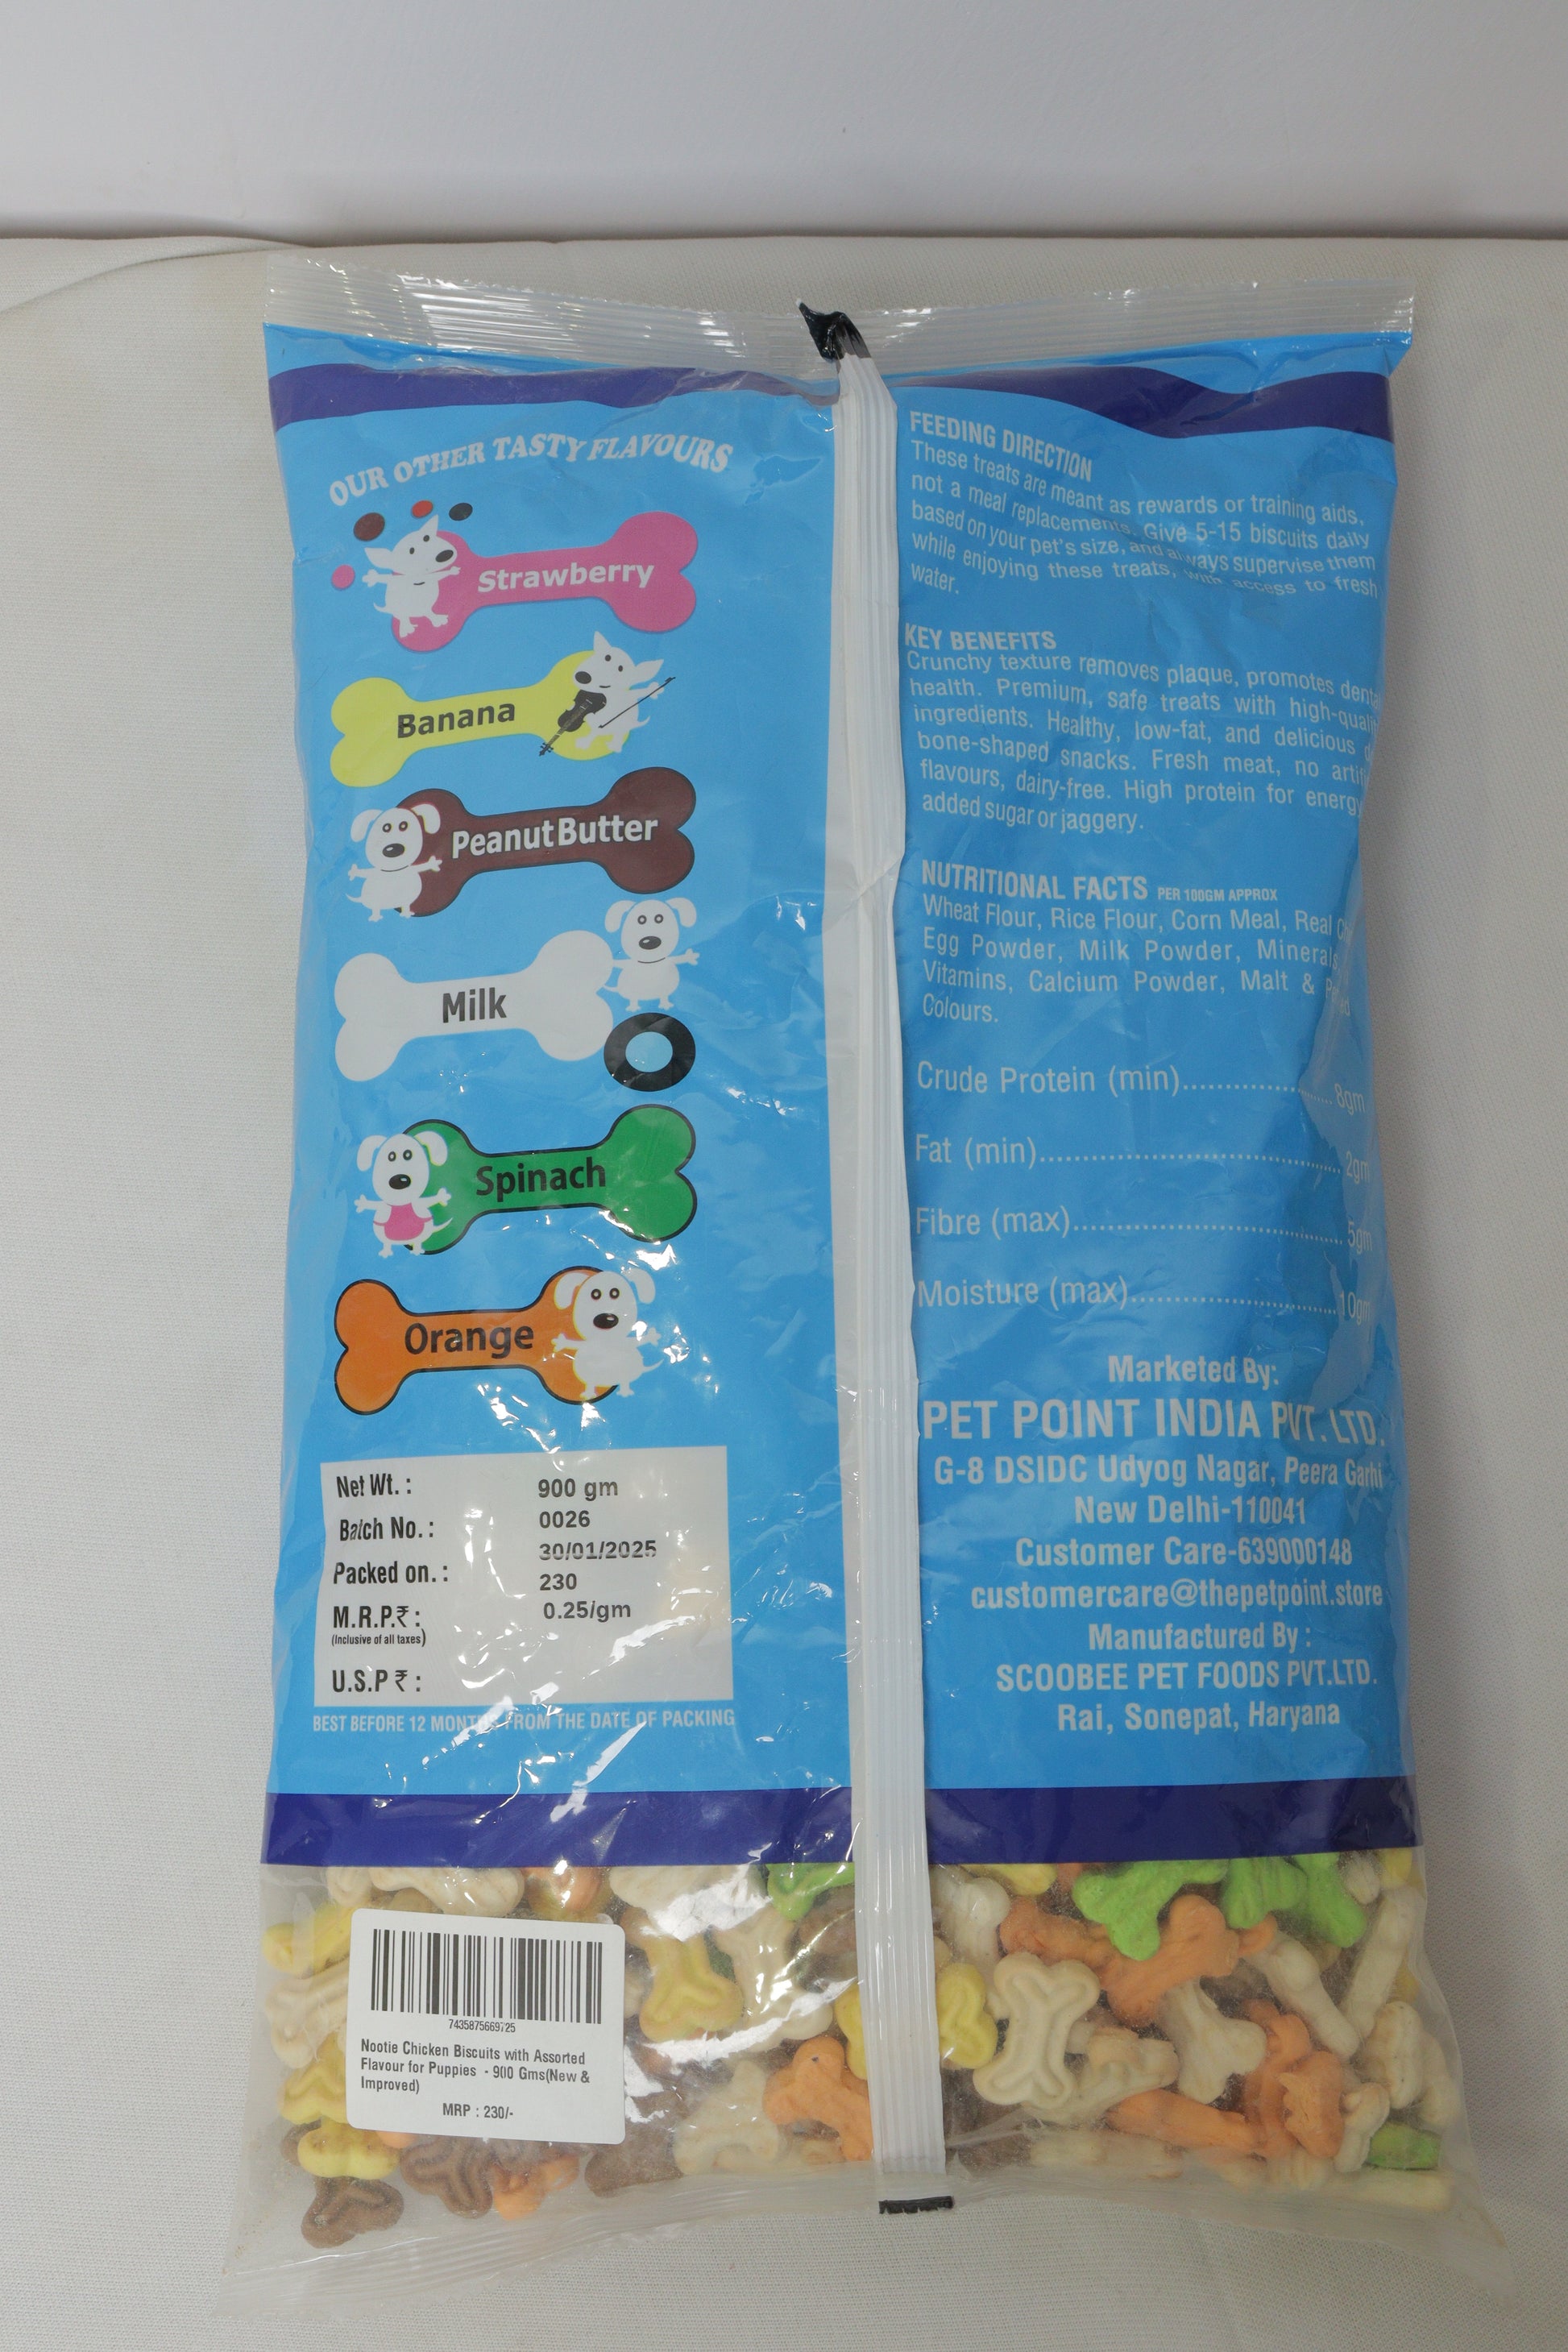 OUR OTHER TASTY FLAVOURS
Strawberry
Banana
Peanut Butter
Milk
Spinach
Orange
Net Wt. : 900 gm
Batch No. : 0026
Packed on. : 30/01/2025
M.R.P.₹ : 230
(Inclusive of all taxes)
0.25/gm
U.S.P ₹ :
BEST BEFORE 12 MONTHS FROM THE DATE OF PACKING
7435875669725
Nootie Chicken Biscuits with Assorted
Flavour for Puppies - 900 Gms(New &
Improved)
MRP : 230/-
FEEDING DIRECTION
These treats are meant as rewards or training aids,
not a meal replacements. Give 5-15 biscuits daily
based on your pet's size, and always supervise them
while enjoying these treats, with access to fresh
water.
KEY BENEFITS
Crunchy texture removes plaque, promotes
health. Premium, safe treats with
ingredients. Healthy, low-fat, and delicious
bone-shaped snacks. Fresh meat, no
flavours, dairy-free. High protein for energy
added sugar or jaggery.
NUTRITIONAL FACTS PER 100GM APPROX
Wheat Flour, Rice Flour, Corn Meal, Real
Egg Powder, Milk Powder, Minerals,
Vitamins, Calcium Powder, Malt &
Colours.
Crude Protein (min)........................8gm
Fat (min)........................2gm
Fibre (max)........................5gm
Moisture (max)........................10gm
Marketed By:
PET POINT INDIA PVT. LTD.
G-8 DSIDC Udyog Nagar, Peera Garhi
New Delhi-110041
Customer Care-639000148
customercare@thepetpoint.store
Manufactured By :
SCOOBEE PET FOODS PVT.LTD.
Rai, Sonepat, Haryana